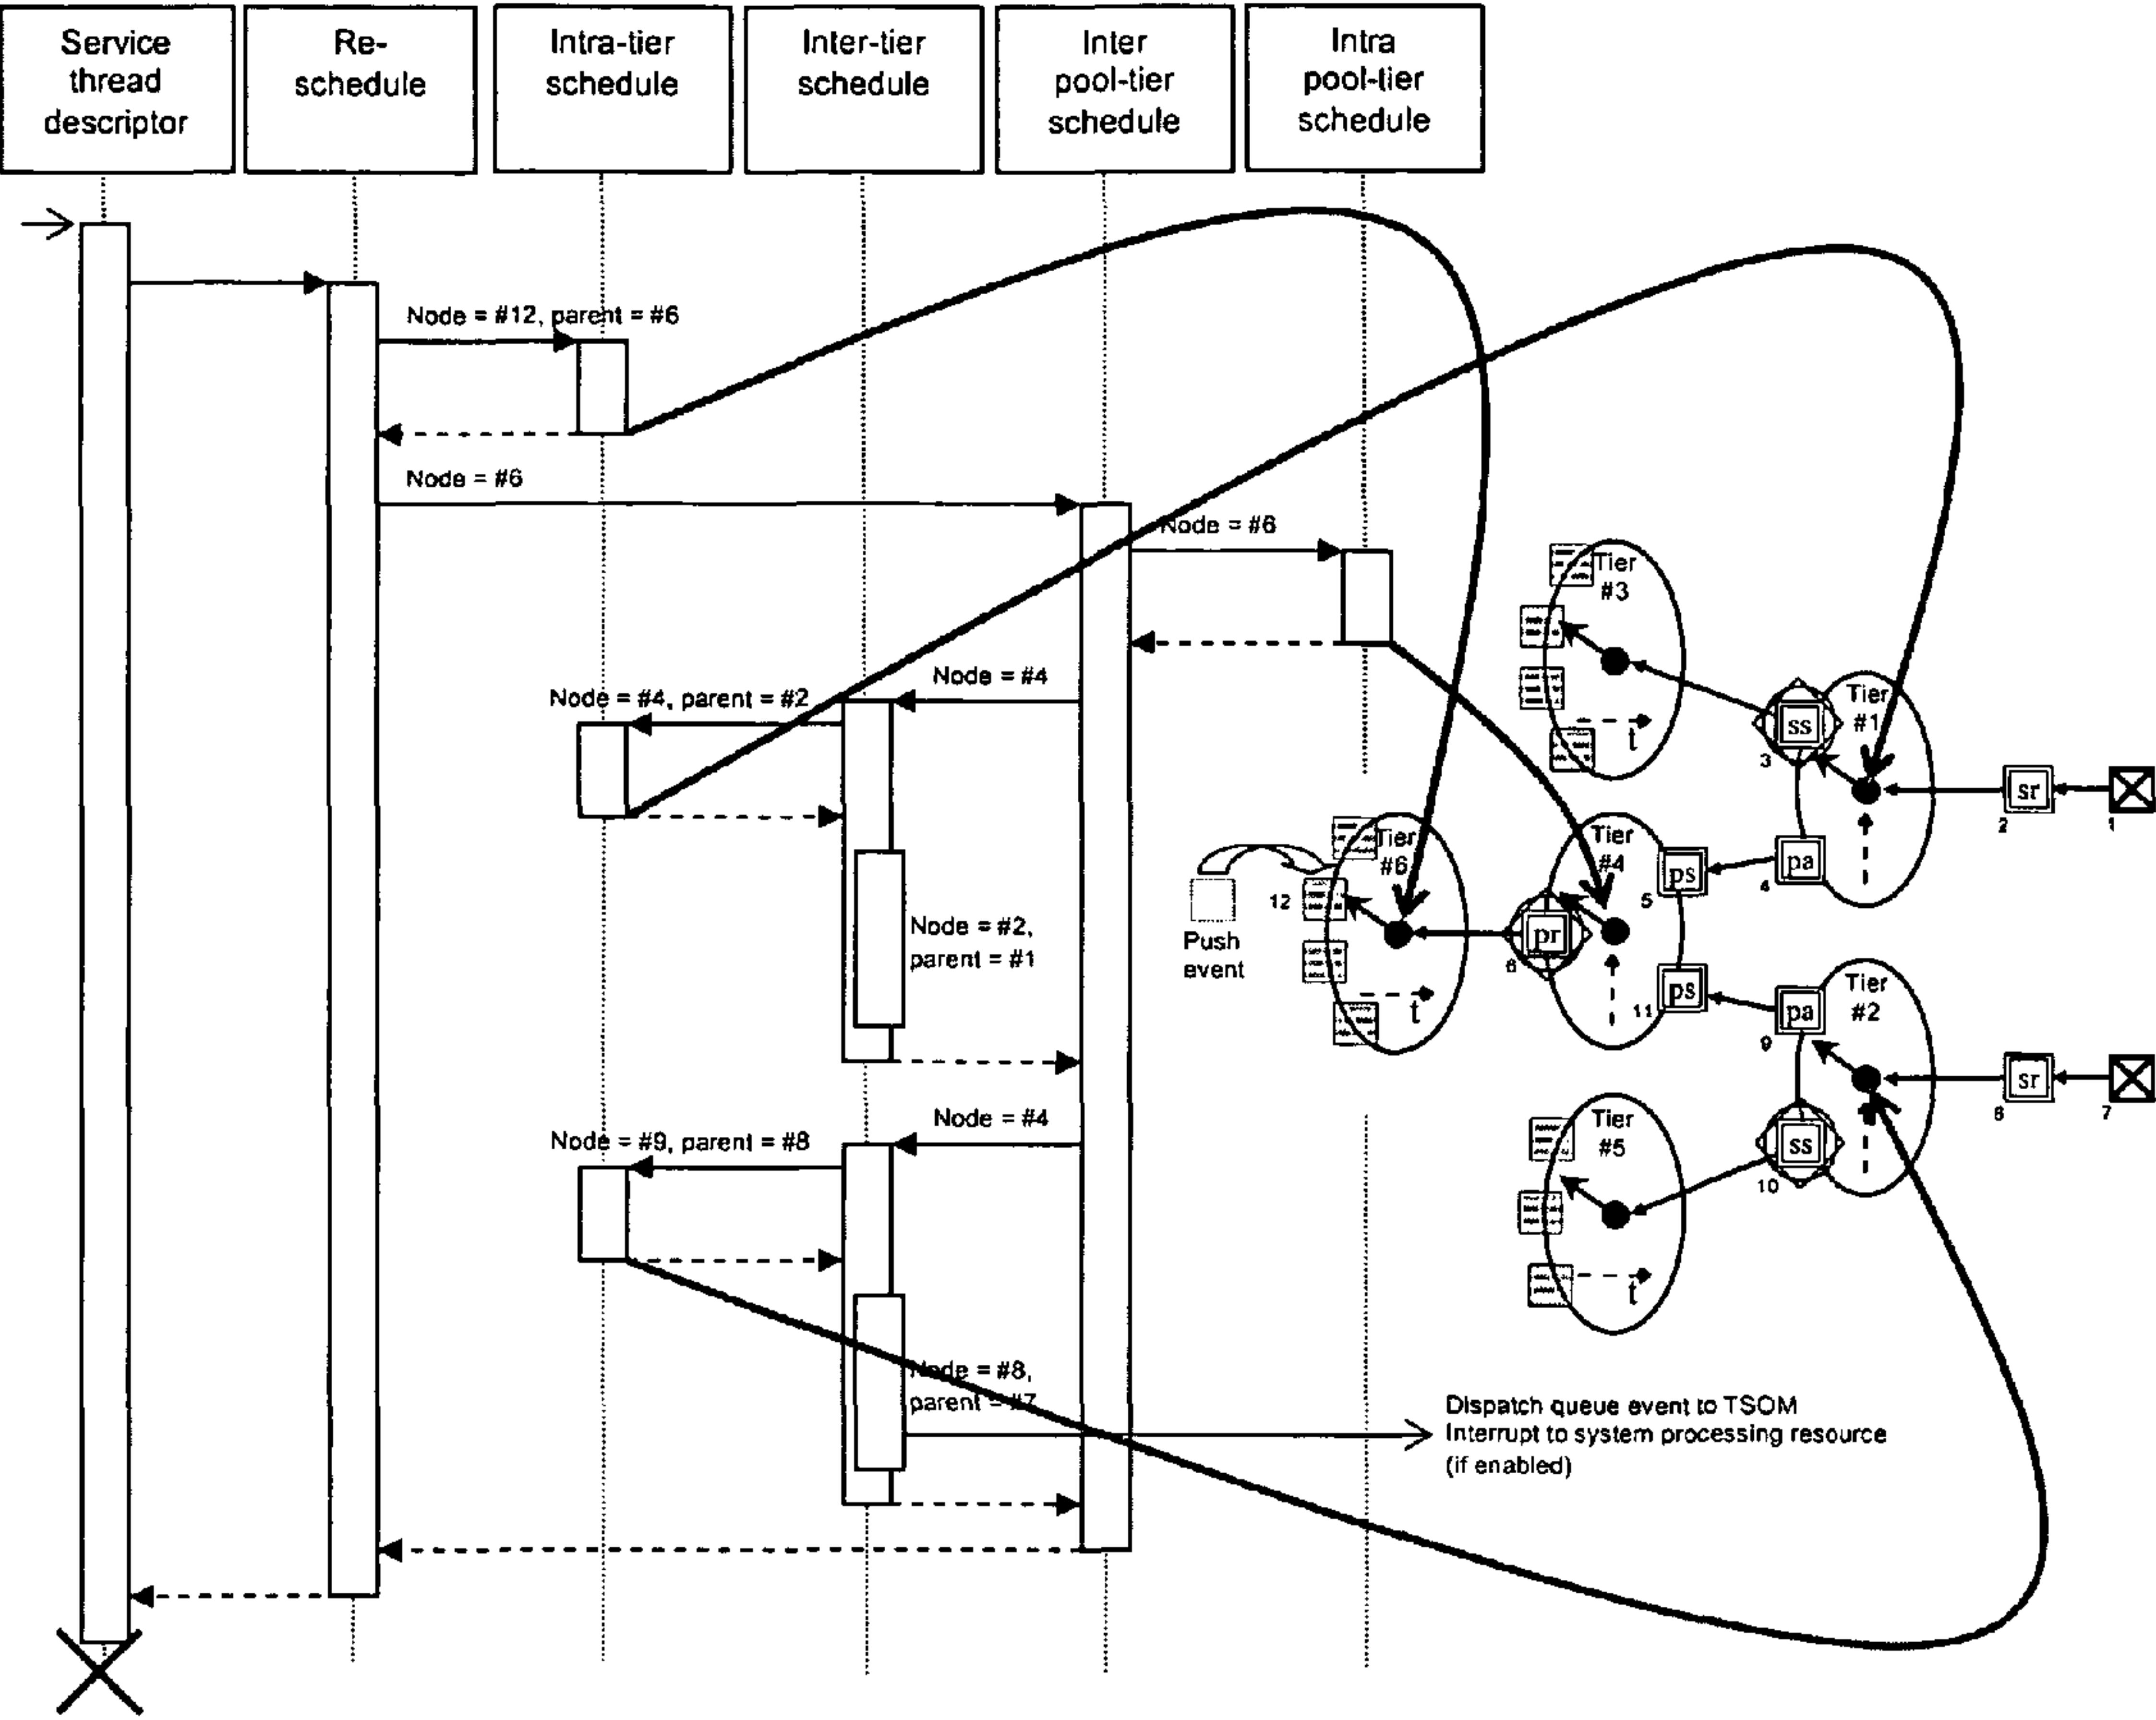 Service
thread
descriptor
Re-
schedule
Intra-tier
schedule
Inter-tier
schedule
Inter
pool-tier
schedule
Intra
pool-tier
schedule
Node = #12, parent = #6
Node = #6
Node = #6
Node = #4
Node = #4, parent = #2
Node = #2,
parent = #1
Node = #4
Node = #9, parent = #8
Node = #8,
parent = #7
Dispatch queue event to TSOM
Interrupt to system processing resource
(if enabled)
Push
event
12
Tier
#3
t
Tier
#1
ss
3
sr
2
1
pa
4
Tier
#6
t
Tier
#4
ps
5
pr
6
ps
11
pa
9
Tier
#2
sr
8
7
ss
10
Tier
#5
t